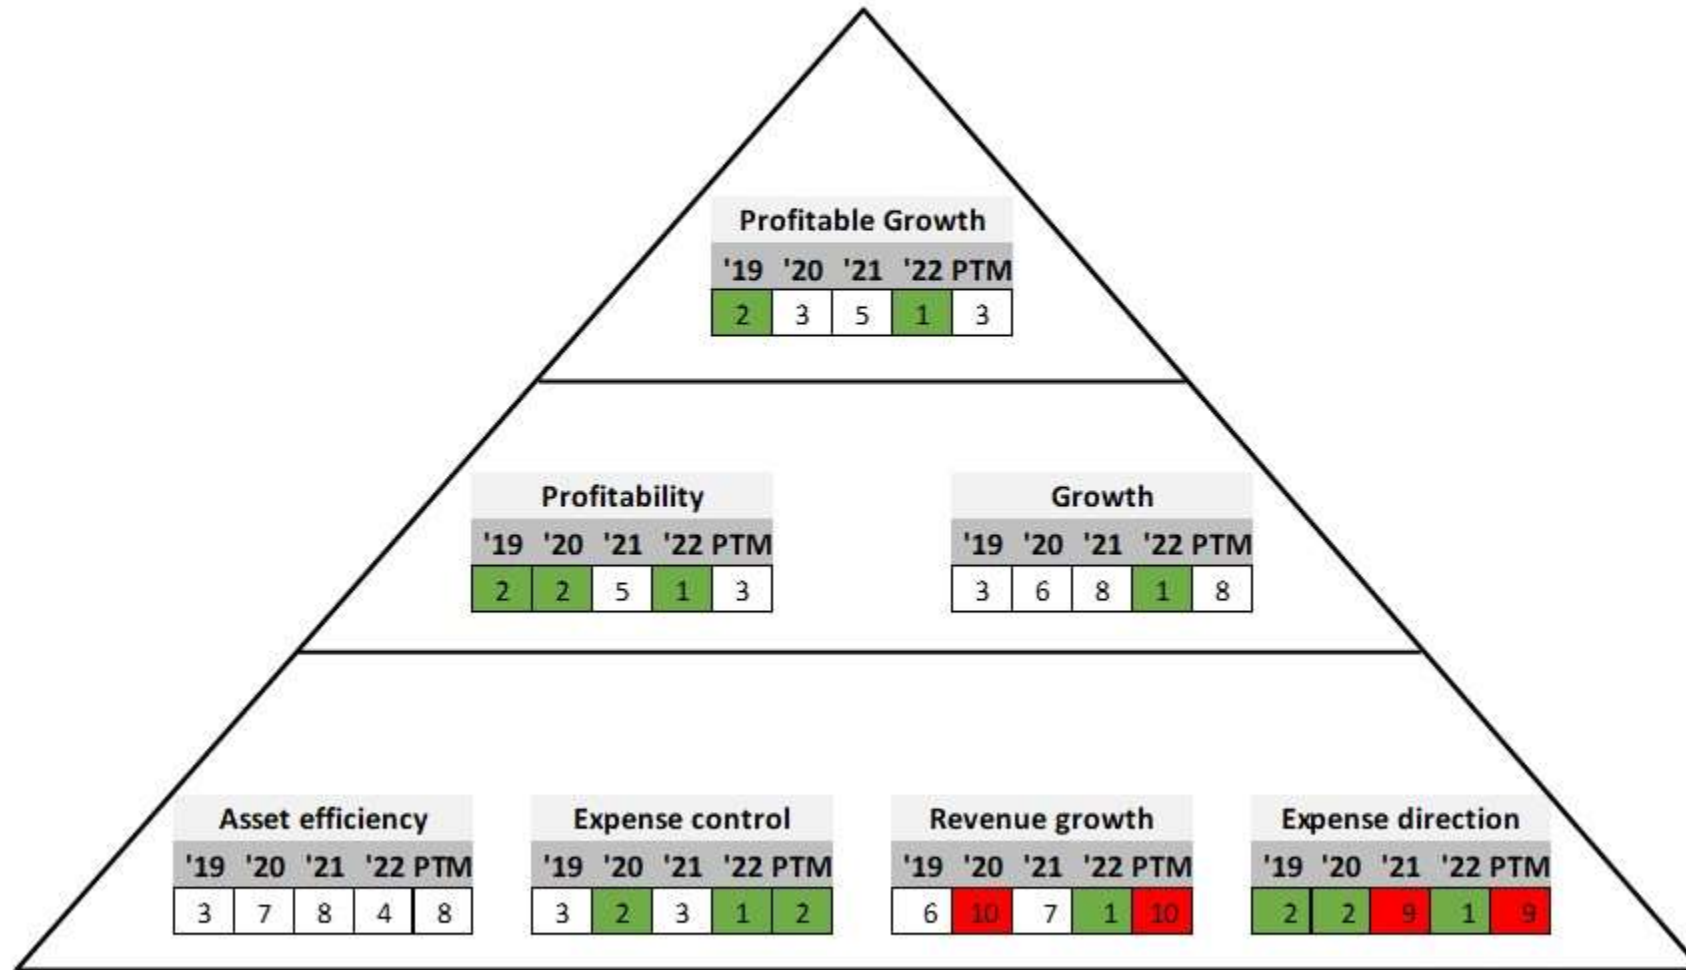 Profitable Growth
'19 '20 '21 '22 PTM
2 3 5 1 3
Profitability
'19 '20 '21 '22 PTM
2 2 5 1 3
Growth
'19 '20 '21 '22 PTM
3 6 8 1 8
Asset efficiency
'19 '20 '21 '22 PTM
3 7 8 4 8
Expense control
'19 '20 '21 '22 PTM
3 2 3 1 2
Revenue growth
'19 '20 '21 '22 PTM
6 10 7 1 10
Expense direction
'19 '20 '21 '22 PTM
2 2 9 1 9